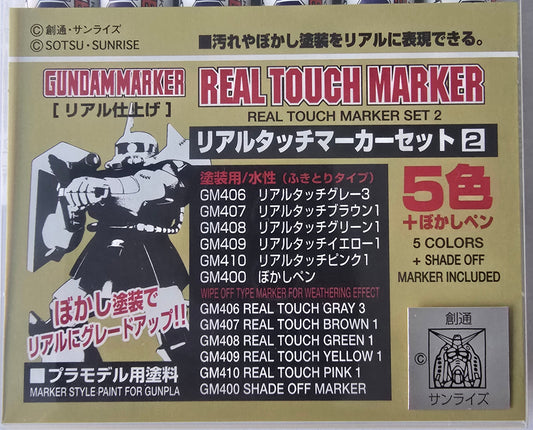 Ⓒ創通・サンライズ
ⒸSOTSU・SUNRISE
■汚れやぼかし塗装をリアルに表現できる。
GUNDAM MARKER
[リアル仕上げ]
REAL TOUCH MARKER
REAL TOUCH MARKER SET 2
リアルタッチマーカーセット2
塗装用/水性(ふきとりタイプ)
GM406 リアルタッチグレー3
GM407 リアルタッチブラウン1
GM408 リアルタッチグリーン1
GM409 リアルタッチイエロー1
GM410 リアルタッチピンク1
GM400 ぼかしペン
WIPE OFF TYPE MARKER FOR WEATHERING EFFECT
GM406 REAL TOUCH GRAY 3
GM407 REAL TOUCH BROWN 1
GM408 REAL TOUCH GREEN 1
GM409 REAL TOUCH YELLOW 1
GM410 REAL TOUCH PINK 1
GM400 SHADE OFF MARKER
5色
+ぼかしペン
5 COLORS
+ SHADE OFF
MARKER INCLUDED
ぼかし塗装で
リアルにグレードアップ!!
■プラモデル用塗料
MARKER STYLE PAINT FOR GUNPLA
創通
Ⓒ
サンライズ